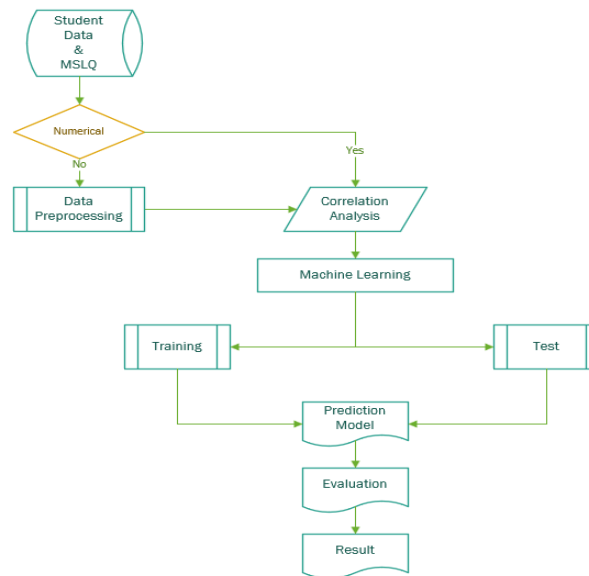 Student
Data
&
MSLQ
Numerical
Yes
No
Data
Preprocessing
Correlation
Analysis
Machine Learning
Training
Test
Prediction
Model
Evaluation
Result